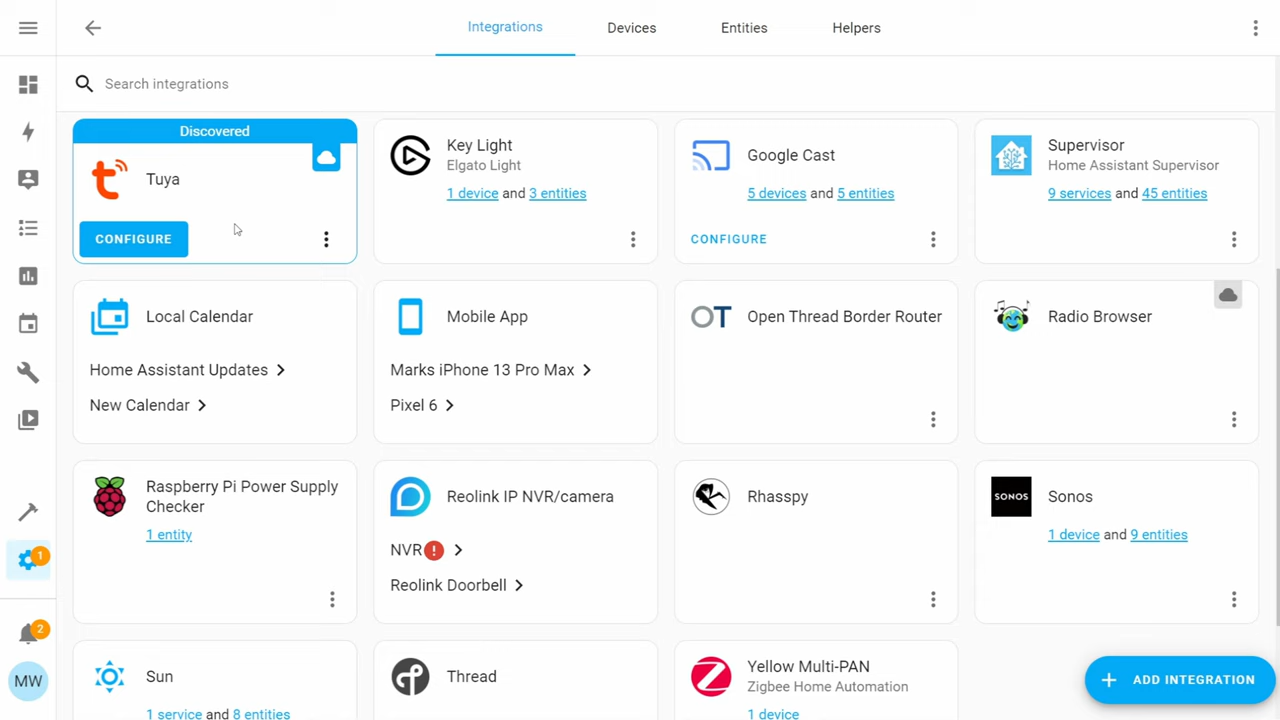 Integrations
Devices
Entities
Helpers
Search integrations
Discovered
Tuya
CONFIGURE
Key Light
Elgato Light
1 device and 3 entities
Google Cast
5 devices and 5 entities
CONFIGURE
Supervisor
Home Assistant Supervisor
9 services and 45 entities
Local Calendar
Home Assistant Updates
New Calendar
Mobile App
Marks iPhone 13 Pro Max
Pixel 6
OT
Open Thread Border Router
Radio Browser
Raspberry Pi Power Supply
Checker
1 entity
Reolink IP NVR/camera
NVR
Reolink Doorbell
Rhasspy
SONOS
Sonos
1 device and 9 entities
1
2
MW
Sun
1 service and 8 entities
Thread
Yellow Multi-PAN
Zigbee Home Automation
1 device
+ ADD INTEGRATION